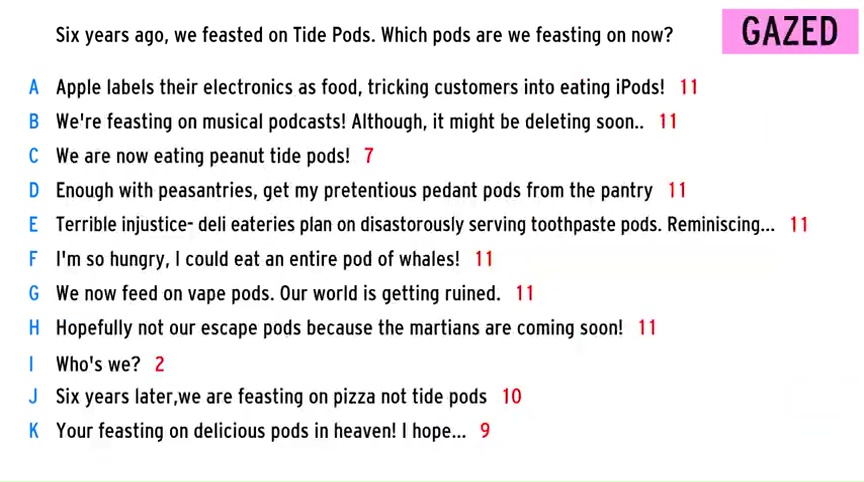 Six years ago, we feasted on Tide Pods. Which pods are we feasting on now?
GAZED
A Apple labels their electronics as food, tricking customers into eating iPods! 11
B We're feasting on musical podcasts! Although, it might be deleting soon.. 11
C We are now eating peanut tide pods! 7
D Enough with peasantries, get my pretentious pedant pods from the pantry 11
E Terrible injustice- deli eateries plan on disastorously serving toothpaste pods. Reminiscing... 11
F I'm so hungry, I could eat an entire pod of whales! 11
G We now feed on vape pods. Our world is getting ruined. 11
H Hopefully not our escape pods because the martians are coming soon! 11
I Who's we? 2
J Six years later,we are feasting on pizza not tide pods 10
K Your feasting on delicious pods in heaven! I hope... 9